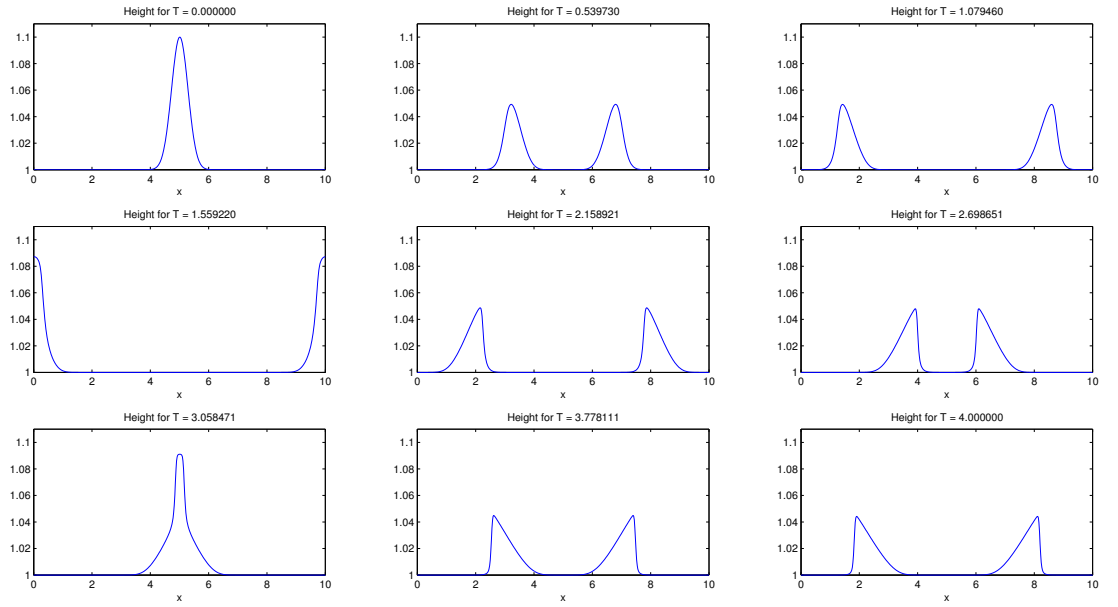 Height for T = 0.000000
1.1
1.08
1.06
1.04
1.02
1
0 2 4 6 8 10
x
Height for T = 0.539730
1.1
1.08
1.06
1.04
1.02
1
0 2 4 6 8 10
x
Height for T = 1.079460
1.1
1.08
1.06
1.04
1.02
1
0 2 4 6 8 10
x
Height for T = 1.559220
1.1
1.08
1.06
1.04
1.02
1
0 2 4 6 8 10
x
Height for T = 2.158921
1.1
1.08
1.06
1.04
1.02
1
0 2 4 6 8 10
x
Height for T = 2.698651
1.1
1.08
1.06
1.04
1.02
1
0 2 4 6 8 10
x
Height for T = 3.058471
1.1
1.08
1.06
1.04
1.02
1
0 2 4 6 8 10
x
Height for T = 3.778111
1.1
1.08
1.06
1.04
1.02
1
0 2 4 6 8 10
x
Height for T = 4.000000
1.1
1.08
1.06
1.04
1.02
1
0 2 4 6 8 10
x